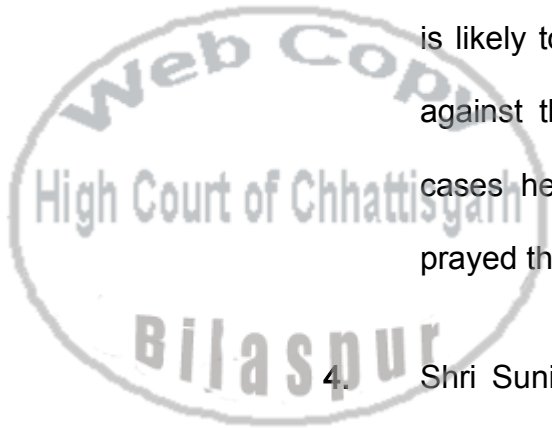 is likely to
against th
cases he
prayed th
4. Shri Suni
Web Copy
High Court of Chhattisgarh
Bilaspur